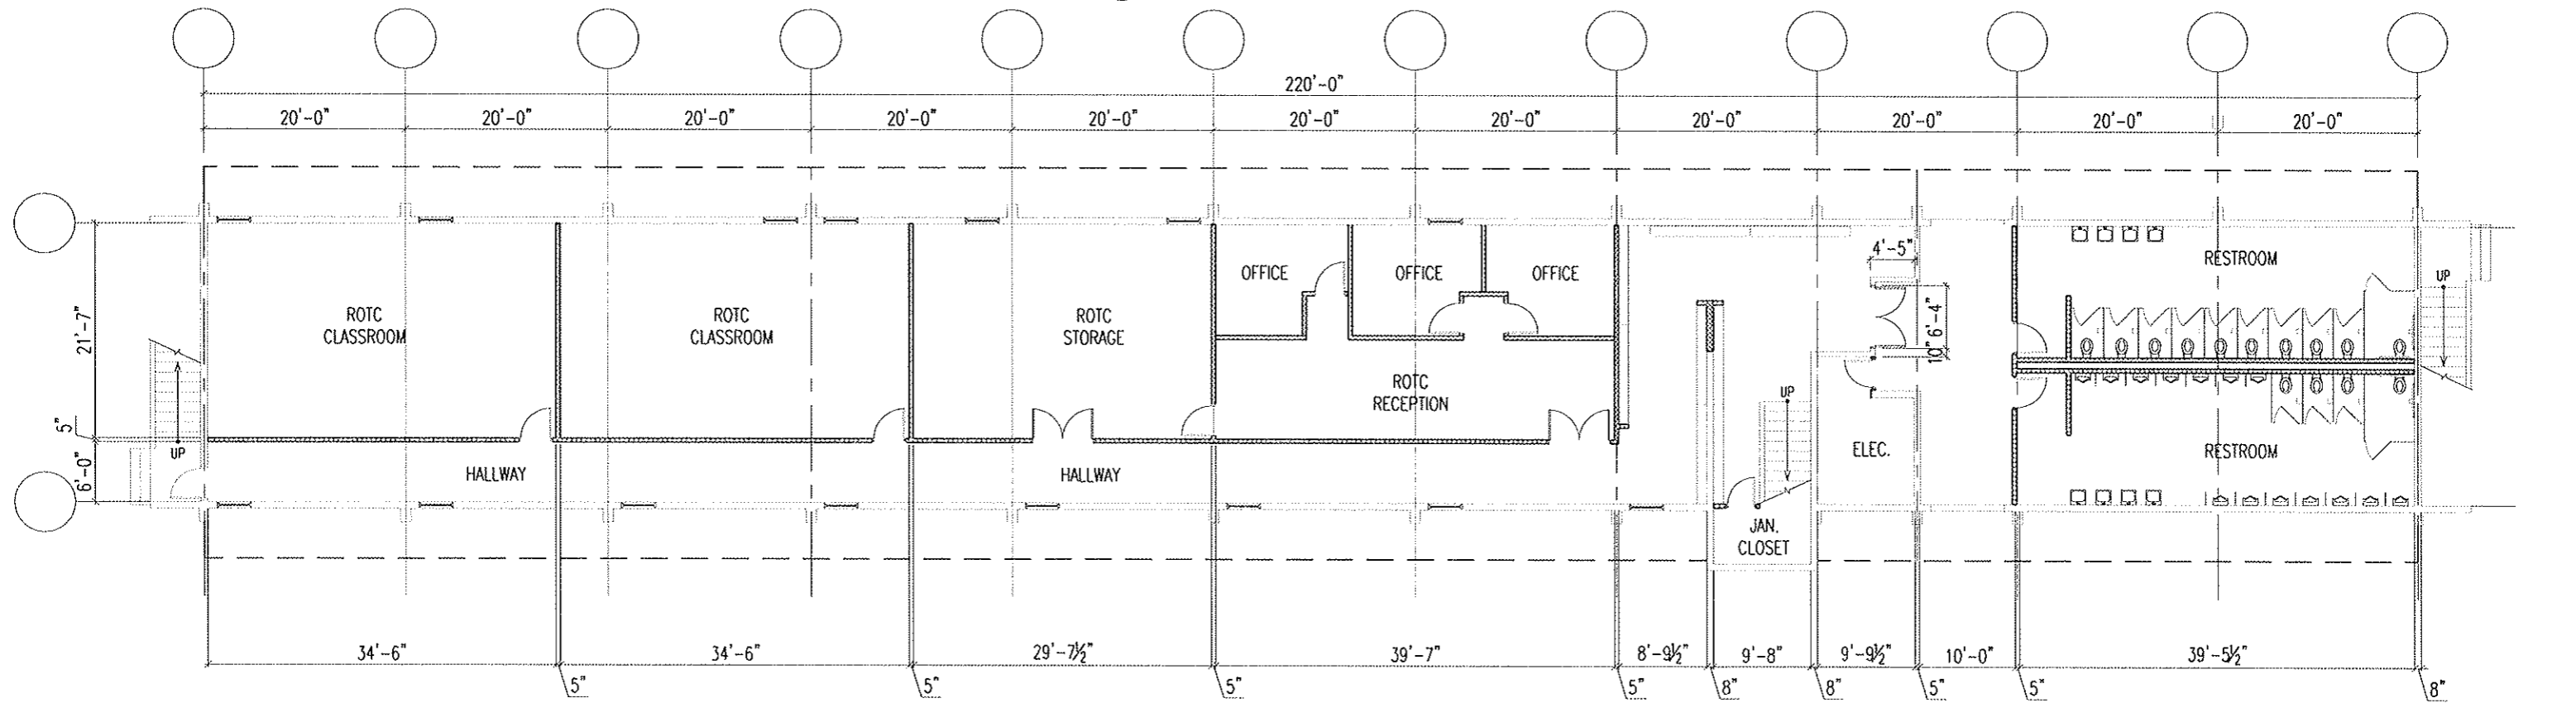 220'-0"
20'-0" 20'-0" 20'-0" 20'-0" 20'-0" 20'-0" 20'-0" 20'-0" 20'-0" 20'-0" 20'-0"
4'-5"
RESTROOM
OFFICE OFFICE OFFICE
UP
ROTC
CLASSROOM
ROTC
CLASSROOM
ROTC
STORAGE
21'-7"
6'-4"
10"
ROTC
RECEPTION
UP
5"
UP
ELEC.
RESTROOM
6'-0"
HALLWAY
HALLWAY
JAN.
CLOSET
34'-6" 34'-6" 29'-7½" 39'-7" 8'-9½" 9'-8" 9'-9½" 10'-0" 39'-5½"
5" 5" 5" 5" 8" 8" 5" 5" 8"